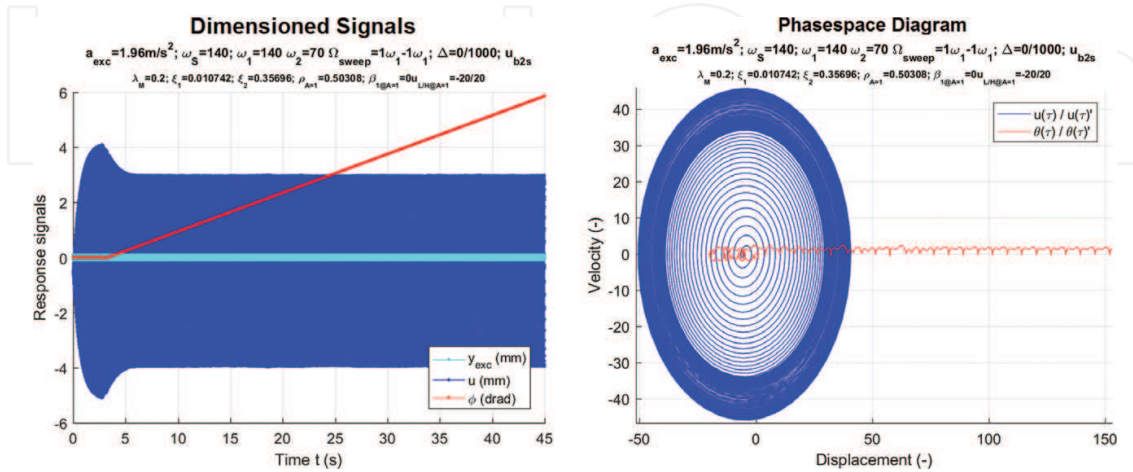 Dimensioned Signals
a_exc=1.96m/s²; ω_S=140; ω_1=140 ω_2=70 Ω_sweep=1ω_1-1ω_1; Δ=0/1000; u_b2s
λ_M=0.2; ξ_1=0.010742; ξ_2=0.35696; ρ_A=1=0.50308; β_1@A=1=0u_L/H@A=1=-20/20
6
4
2
0
-2
-4
-6
Response signals
y_exc (mm)
u (mm)
ϕ (drad)
0 5 10 15 20 25 30 35 40 45
Time t (s)
Phasespace Diagram
a_exc=1.96m/s²; ω_S=140; ω_1=140 ω_2=70 Ω_sweep=1ω_1-1ω_1; Δ=0/1000; u_b2s
λ_M=0.2; ξ_1=0.010742; ξ_2=0.35696; ρ_A=1=0.50308; β_1@A=1=0u_L/H@A=1=-20/20
u(τ) / u(τ)'
θ(τ) / θ(τ)'
40
30
20
10
0
-10
-20
-30
-40
Velocity (-)
-50 0 50 100 150
Displacement (-)